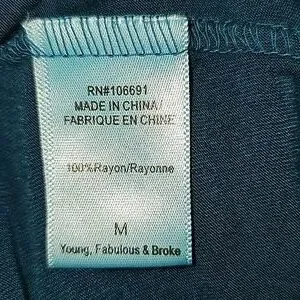 RN#106691
MADE IN CHINA/
FABRIQUE EN CHINE
100%Rayon/Rayonne
M
Young, Fabulous & Broke